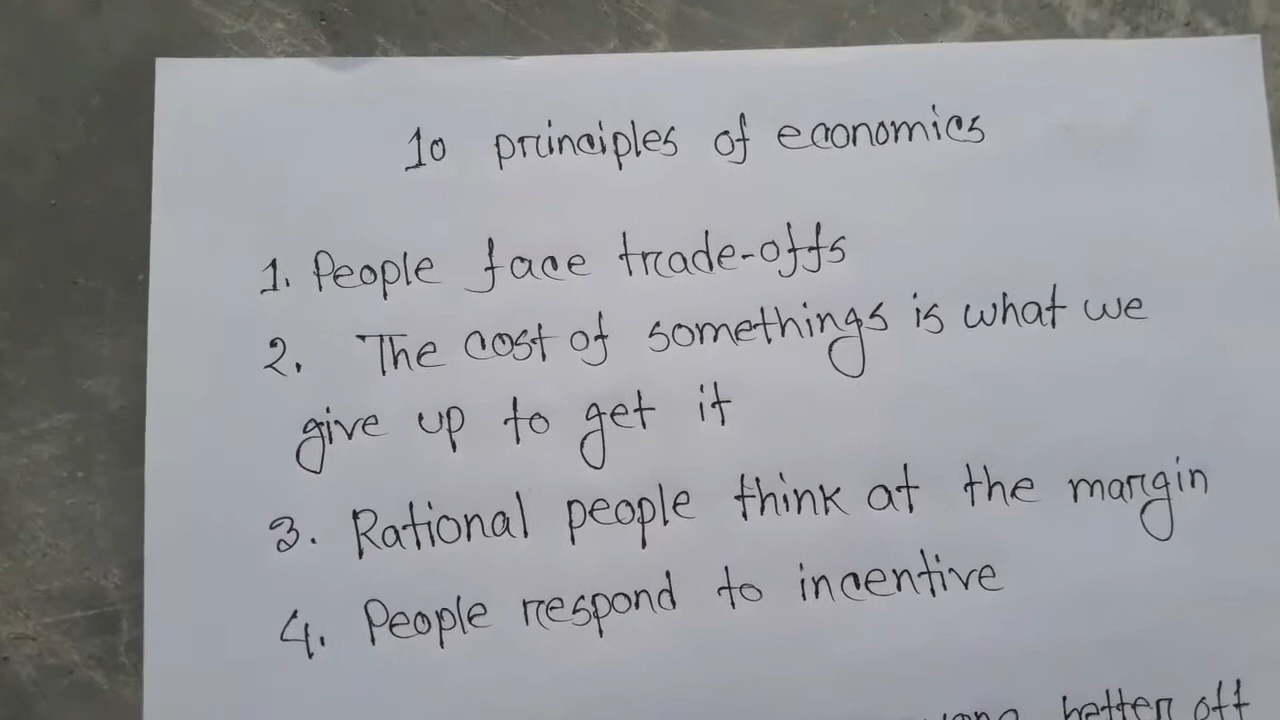 10 principles of economics
1. People face trade-offs
2. The cost of somethings is what we
give up to get it
3. Rational people think at the margin
4. People respond to incentive
better off